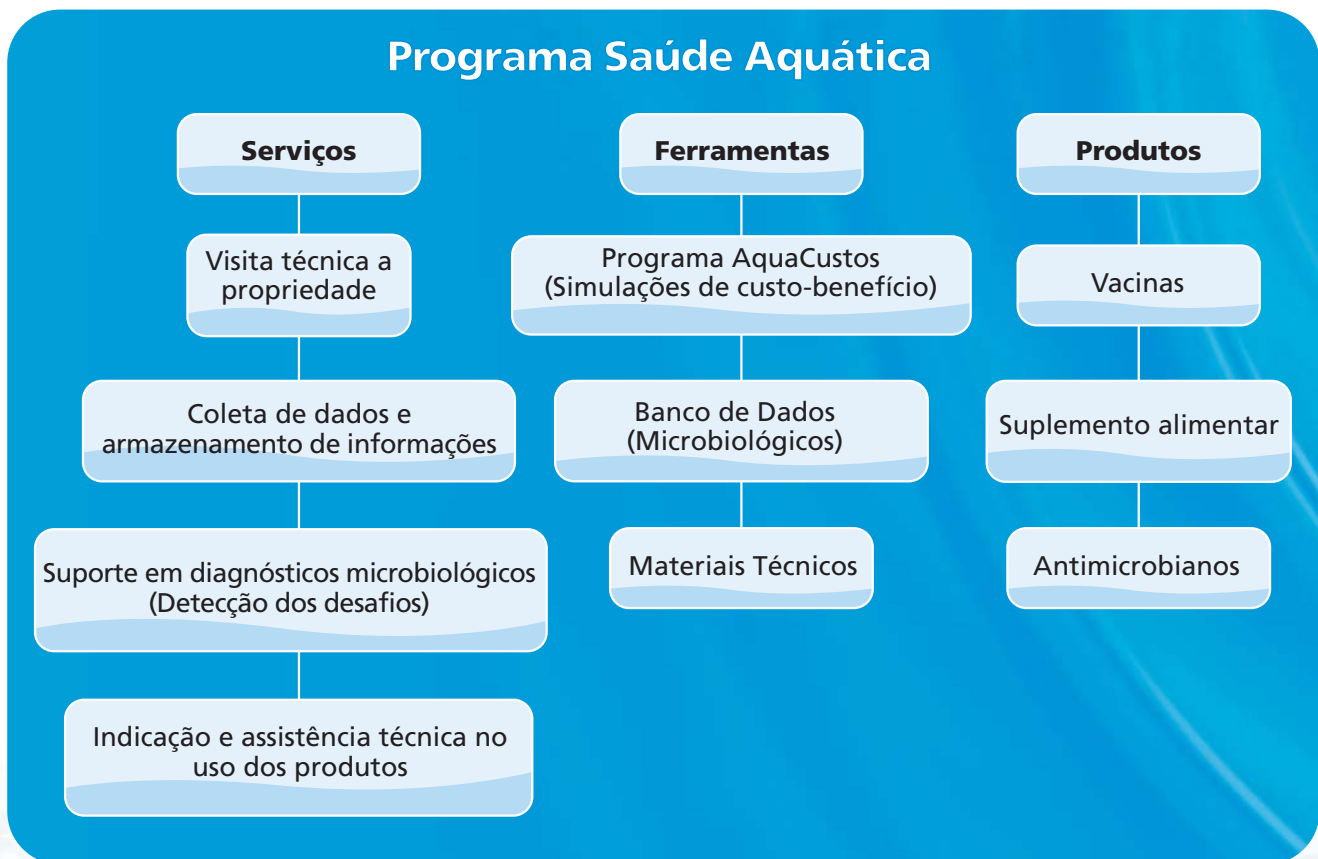 Programa Saúde Aquática
Serviços
Visita técnica a
propriedade
Coleta de dados e
armazenamento de informações
Suporte em diagnósticos microbiológicos
(Detecção dos desafios)
Indicação e assistência técnica no
uso dos produtos
Ferramentas
Programa AquaCustos
(Simulações de custo-benefício)
Banco de Dados
(Microbiológicos)
Materiais Técnicos
Produtos
Vacinas
Suplemento alimentar
Antimicrobianos